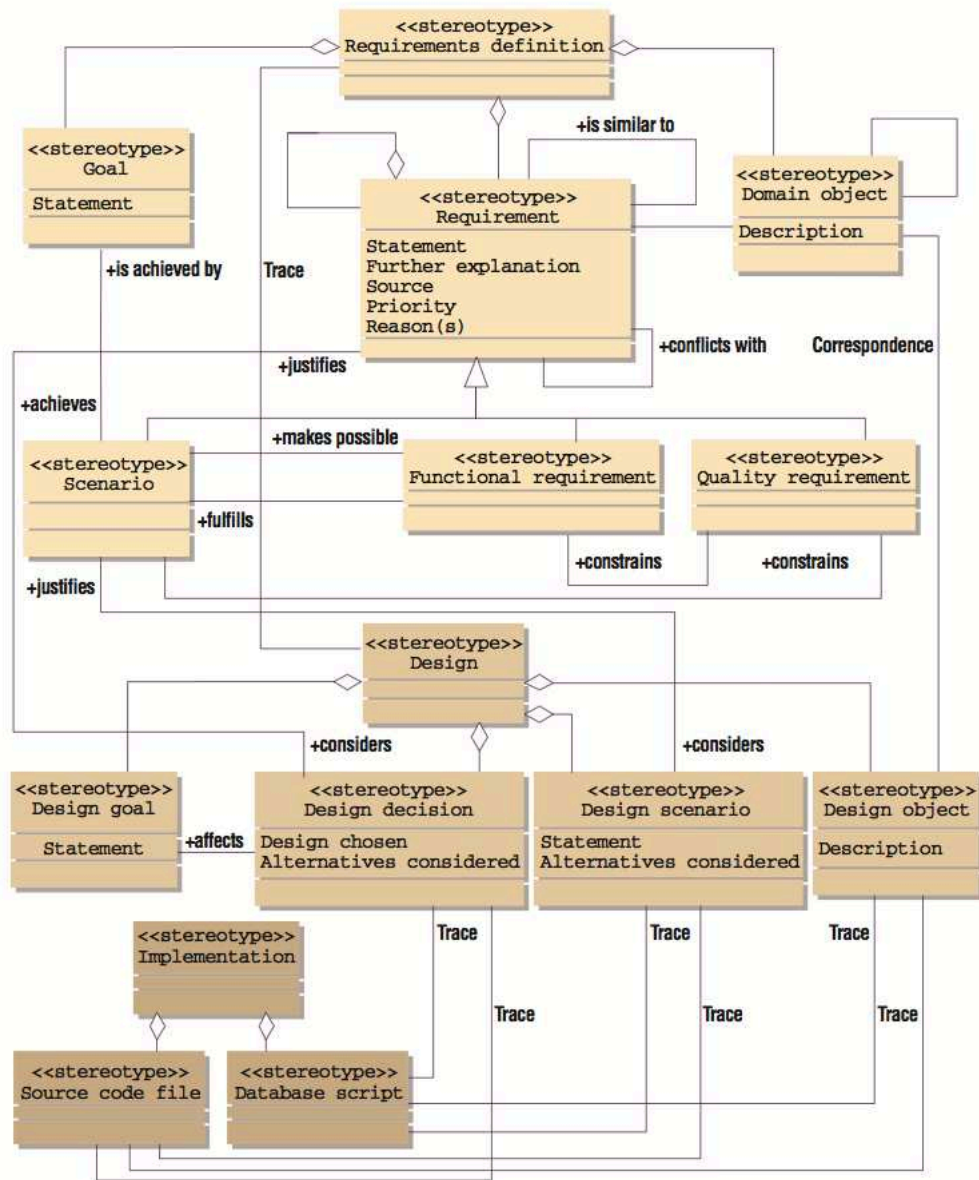 <<stereotype>>
Requirements definition
<<stereotype>>
Goal
Statement
+is similar to
<<stereotype>>
Requirement
Statement
Further explanation
Source
Priority
Reason(s)
<<stereotype>>
Domain object
Description
+is achieved by
Trace
+conflicts with
Correspondence
+justifies
+achieves
+makes possible
<<stereotype>>
Scenario
<<stereotype>>
Functional requirement
<<stereotype>>
Quality requirement
+fulfills
+constrains
+constrains
+justifies
<<stereotype>>
Design
+considers
+considers
<<stereotype>>
Design goal
Statement
+affects
<<stereotype>>
Design decision
Design chosen
Alternatives considered
<<stereotype>>
Design scenario
Statement
Alternatives considered
<<stereotype>>
Design object
Description
<<stereotype>>
Implementation
Trace
Trace
Trace
Trace
Trace
Trace
<<stereotype>>
Source code file
<<stereotype>>
Database script